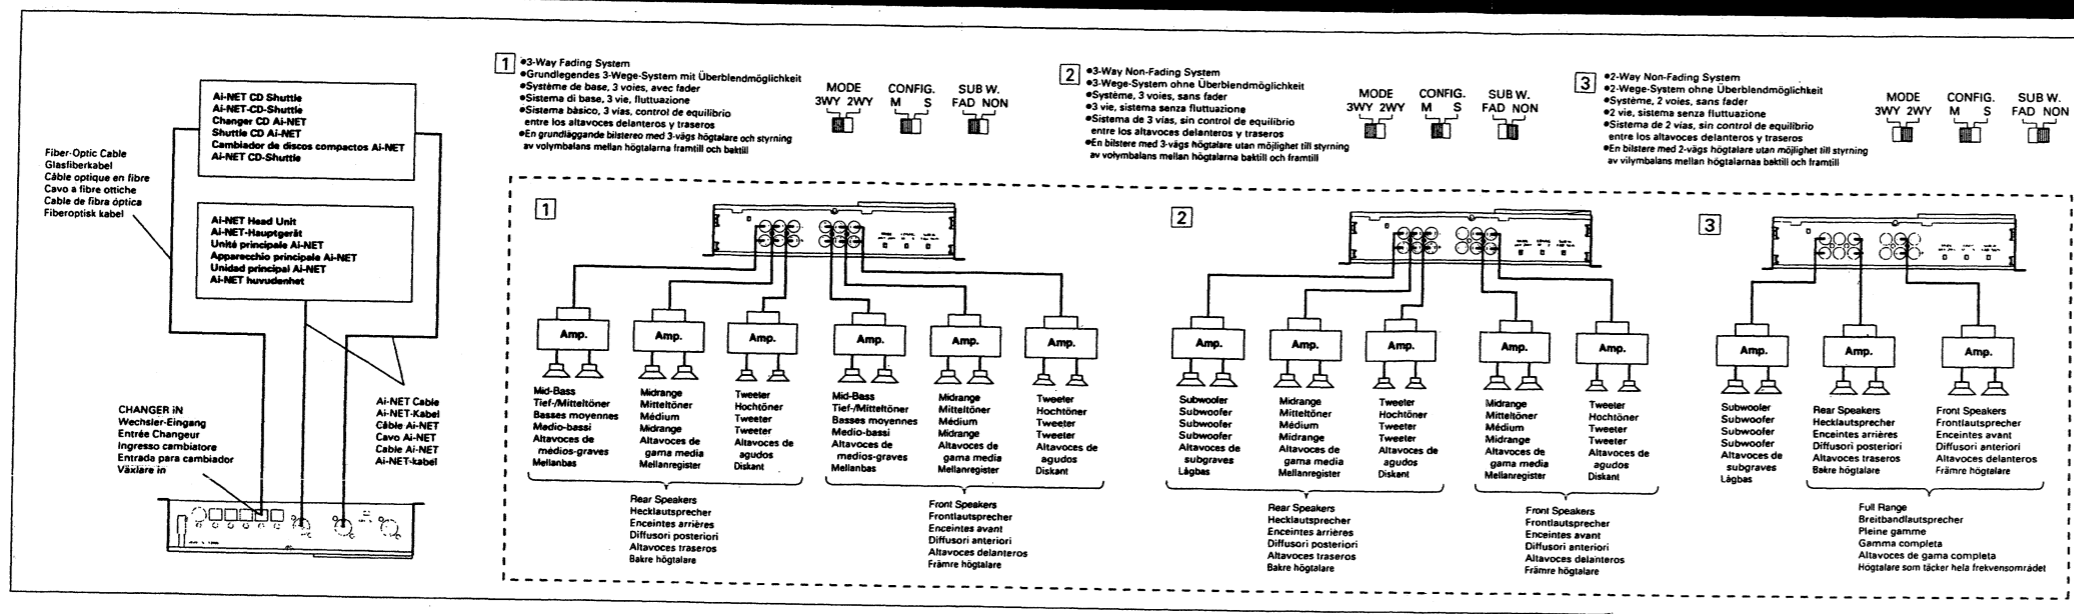 Ai-NET CD Shuttle
Ai-NET-CD-Shuttle
Changer CD Ai-NET
Shuttle CD Ai-NET
Cambiador de discos compactos Ai-NET
Ai-NET CD-Shuttle
Fiber-Optic Cable
Glasfiberkabel
Câble optique en fibre
Cavo a fibre ottiche
Cable de fibra óptica
Fiberoptisk kabel
Ai-NET Head Unit
Ai-NET-Hauptgerät
Unité principale Ai-NET
Apparecchio principale Ai-NET
Unidad principal Ai-NET
Ai-NET huvudenhet
CHANGER iN
Wechsler-Eingang
Entrée Changeur
Ingresso cambiatore
Entrada para cambiador
Växlare in
Ai-NET Cable
Ai-NET-Kabel
Câble Ai-NET
Cavo Ai-NET
Cable Ai-NET
Ai-NET-kabel
1
•3-Way Fading System
•Grundlegendes 3-Wege-System mit Überblendmöglichkeit
•Système de base, 3 voies, avec fader
•Sistema di base, 3 vie, fluttuazione
•Sistema bàsico, 3 vías, control de equilibrio
entre los altavoces delanteros y traseros
•En grundläggande bilstereo med 3-vägs högtalare och styrning
av volymbalans mellan högtalarna framtill och baktill
MODE CONFIG. SUB W.
3WY 2WY M S FAD NON
2
•3-Way Non-Fading System
•3-Wege-System ohne Überblendmöglichkeit
•Système, 3 voies, sans fader
•3 vie, sistema senza fluttuazione
•Sistema de 3 vías, sin control de equilibrio
entre los altavoces delanteros y traseros
•En bilstere med 3-vägs högtalare utan möjlighet till styrning
av volymbalans mellan högtalarna baktill och framtill
MODE CONFIG. SUB W.
3WY 2WY M S FAD NON
3
•2-Way Non-Fading System
•2-Wege-System ohne Überblendmöglichkeit
•Système, 2 voies, sans fader
•2 vie, sistema senza fluttuazione
•Sistema de 2 vías, sin control de equilibrio
entre los altavoces delanteros y traseros
•En bilstere med 2-vägs högtalare utan möjlighet till styrning
av vilymbalans mellan högtalarnaa baktill och framtill
MODE CONFIG. SUB W.
3WY 2WY M S FAD NON
1
Amp.
Amp.
Amp.
Amp.
Amp.
Amp.
Mid-Bass
Tief-/Mitteltöner
Basses moyennes
Medio-bassi
Altavoces de
médios-graves
Mellanbas
Midrange
Mitteltöner
Médium
Midrange
Altavoces de
gama media
Mellanregister
Tweeter
Hochtöner
Tweeter
Tweeter
Altavoces de
agudos
Diskant
Mid-Bass
Tief-/Mitteltöner
Basses moyennes
Medio-bassi
Altavoces de
medios-graves
Mellanbas
Midrange
Mitteltöner
Médium
Midrange
Altavoces de
gama media
Mellanregister
Tweeter
Hochtöner
Tweeter
Tweeter
Altavoces de
agudos
Diskant
Rear Speakers
Hecklautsprecher
Enceintes arrières
Diffusori posteriori
Altavoces traseros
Bakre högtalare
Front Speakers
Frontlautsprecher
Enceintes avant
Diffusori anteriori
Altavoces delanteros
Främre högtalare
2
Amp.
Amp.
Amp.
Amp.
Amp.
Subwoofer
Subwoofer
Subwoofer
Subwoofer
Altavoces de
subgraves
Lågbas
Midrange
Mitteltöner
Médium
Midrange
Altavoces de
gama media
Mellanregister
Tweeter
Hochtöner
Tweeter
Tweeter
Altavoces de
agudos
Diskant
Midrange
Mitteltöner
Médium
Midrange
Altavoces de
gama media
Mellanregister
Tweeter
Hochtöner
Tweeter
Tweeter
Altavoces de
agudos
Diskant
Rear Speakers
Hecklautsprecher
Enceintes arrières
Diffusori posteriori
Altavoces traseros
Bakre högtalare
Front Speakers
Frontlautsprecher
Enceintes avant
Diffusori anteriori
Altavoces delanteros
Främre högtalare
3
Amp.
Amp.
Amp.
Subwoofer
Subwoofer
Subwoofer
Subwoofer
Altavoces de
subgraves
Lågbas
Rear Speakers
Hecklautsprecher
Enceintes arrières
Diffusori posteriori
Altavoces traseros
Bakre högtalare
Front Speakers
Frontlautsprecher
Enceintes avant
Diffusori anteriori
Altavoces delanteros
Främre högtalare
Full Range
Breitbandlautsprecher
Pleine gamme
Gamma completa
Altavoces de gama completa
Högtalare som täcker hela frekvensområdet